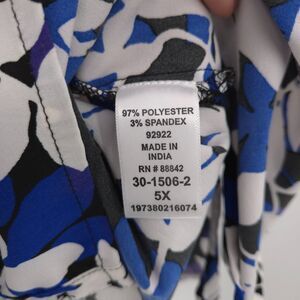 97% POLYESTER
3% SPANDEX
92922
MADE IN
INDIA
RN # 88842
30-1506-2
5X
197380216074